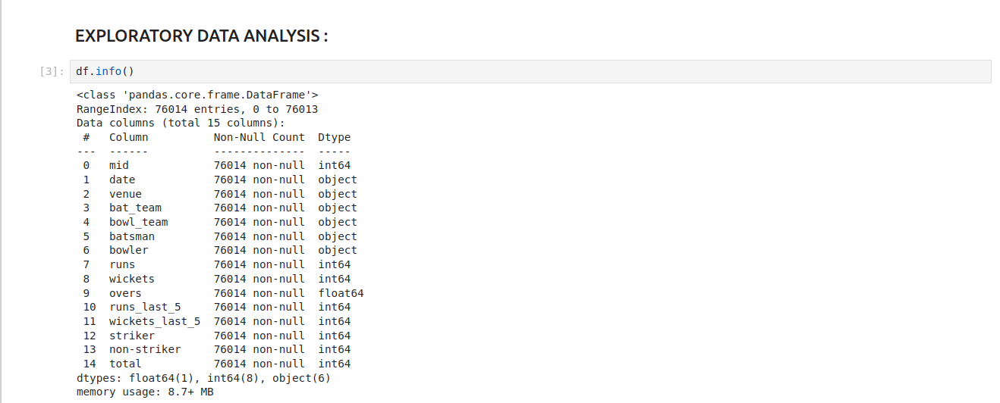 EXPLORATORY DATA ANALYSIS :
[3]: df.info()
<class 'pandas.core.frame.DataFrame'>
RangeIndex: 76014 entries, 0 to 76013
Data columns (total 15 columns):
 #   Column          Non-Null Count  Dtype
---  ------          --------------  -----
 0   mid             76014 non-null  int64
 1   date            76014 non-null  object
 2   venue           76014 non-null  object
 3   bat_team        76014 non-null  object
 4   bowl_team       76014 non-null  object
 5   batsman         76014 non-null  object
 6   bowler          76014 non-null  object
 7   runs            76014 non-null  int64
 8   wickets         76014 non-null  int64
 9   overs           76014 non-null  float64
 10  runs_last_5     76014 non-null  int64
 11  wickets_last_5  76014 non-null  int64
 12  striker         76014 non-null  int64
 13  non-striker     76014 non-null  int64
 14  total           76014 non-null  int64
dtypes: float64(1), int64(8), object(6)
memory usage: 8.7+ MB